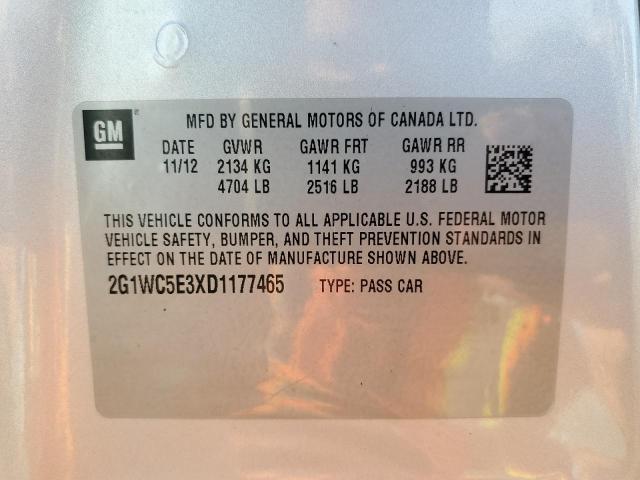 GM
MFD BY GENERAL MOTORS OF CANADA LTD.
DATE GVWR GAWR FRT GAWR RR
11/12 2134 KG 1141 KG 993 KG
4704 LB 2516 LB 2188 LB
THIS VEHICLE CONFORMS TO ALL APPLICABLE U.S. FEDERAL MOTOR
VEHICLE SAFETY, BUMPER, AND THEFT PREVENTION STANDARDS IN
EFFECT ON THE DATE OF MANUFACTURE SHOWN ABOVE.
2G1WC5E3XD1177465 TYPE: PASS CAR